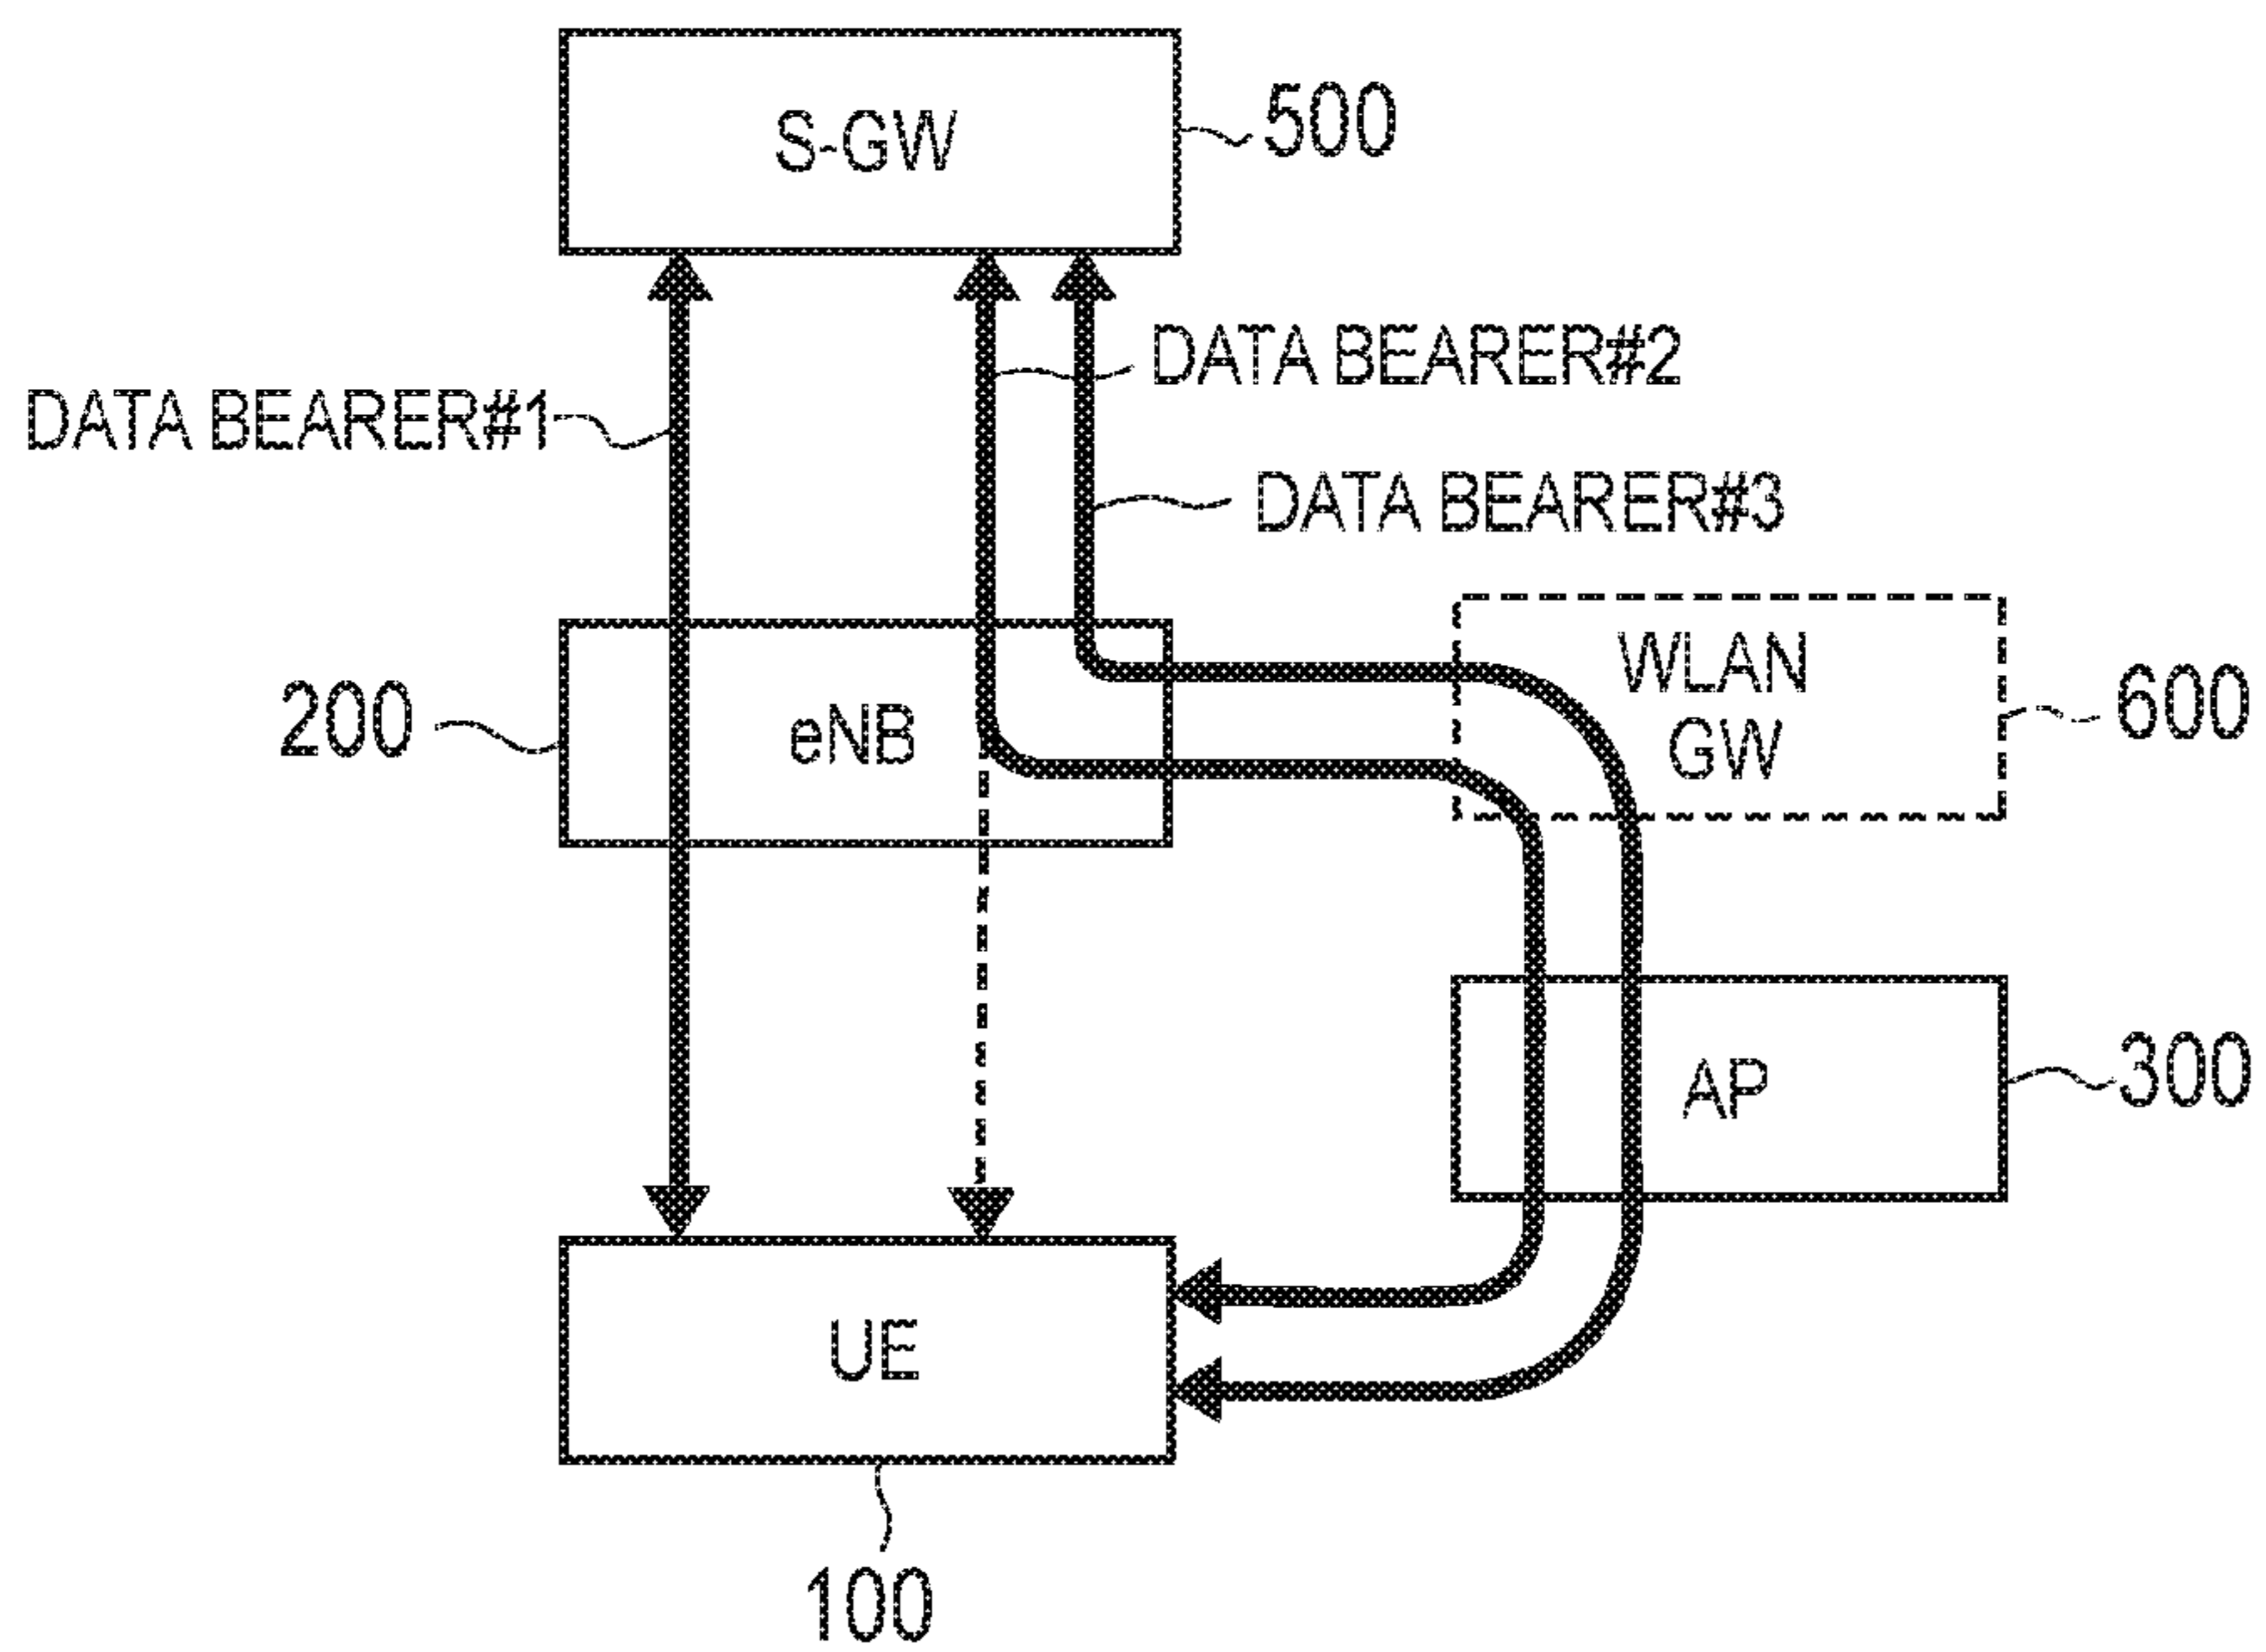 S-GW
500
DATA BEARER#2
DATA BEARER#1
DATA BEARER#3
WLAN
GW
600
200
eNB
AP
300
UE
100